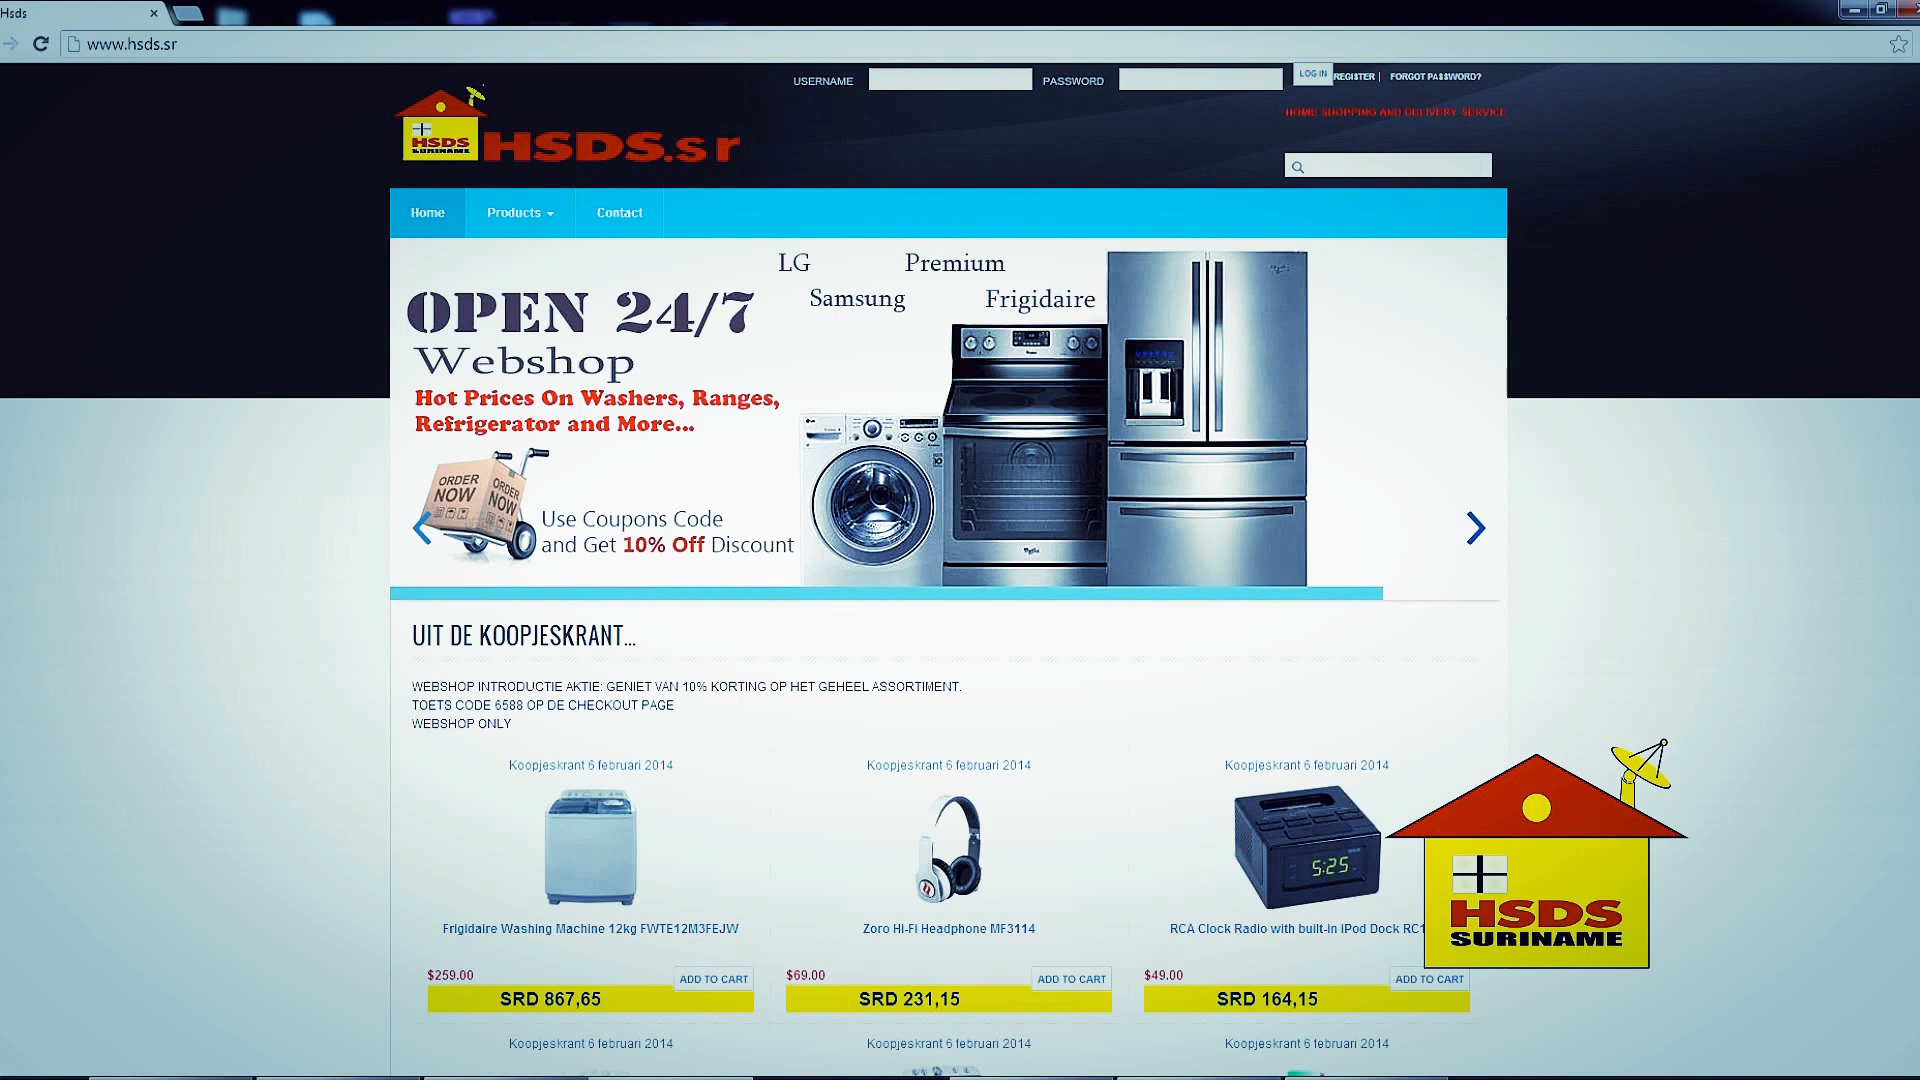 Hsds
www.hsds.sr
USERNAME
PASSWORD
LOG IN
REGISTER |
FORGOT PASSWORD?
HOME SHOPPING AND DELIVERY SERVICE
HSDS
SURINAME
HSDS.sr
Home
Products
Contact
LG
Premium
Samsung
Frigidaire
OPEN 24/7
Webshop
Hot Prices On Washers, Ranges,
Refrigerator and More...
ORDER
NOW
ORDER
NOW
Use Coupons Code
and Get 10% Off Discount
UIT DE KOOPJESKRANT...
WEBSHOP INTRODUCTIE AKTIE: GENIET VAN 10% KORTING OP HET GEHEEL ASSORTIMENT.
TOETS CODE 6588 OP DE CHECKOUT PAGE
WEBSHOP ONLY
Koopjeskrant 6 februari 2014
Koopjeskrant 6 februari 2014
Koopjeskrant 6 februari 2014
5:25
Frigidaire Washing Machine 12kg FWTE12M3FEJW
Zoro Hi-Fi Headphone MF3114
RCA Clock Radio with built-in iPod Dock
HSDS
SURINAME
$259.00
ADD TO CART
SRD 867,65
$69.00
ADD TO CART
SRD 231,15
$49.00
ADD TO CART
SRD 164,15
Koopjeskrant 6 februari 2014
Koopjeskrant 6 februari 2014
Koopjeskrant 6 februari 2014